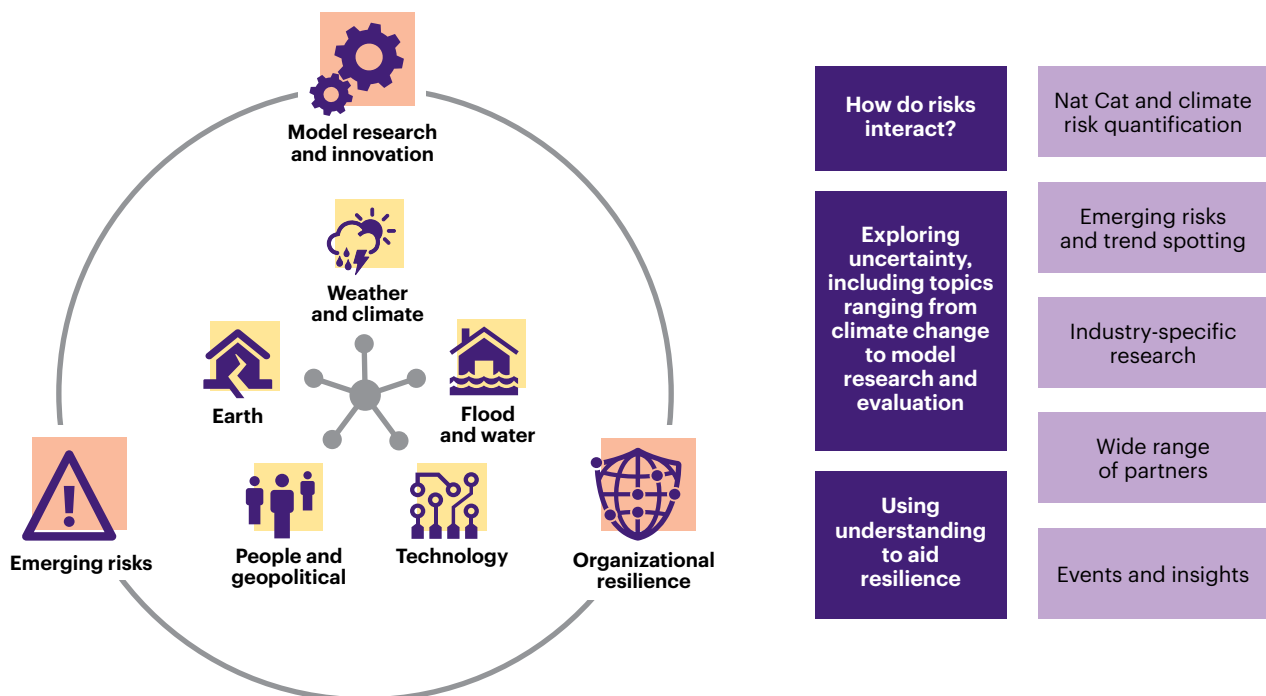 Model research
and innovation
Weather
and climate
Earth
Flood
and water
People and
geopolitical
Technology
Emerging risks
Organizational
resilience
How do risks
interact?
Exploring
uncertainty,
including topics
ranging from
climate change
to model
research and
evaluation
Using
understanding
to aid
resilience
Nat Cat and climate
risk quantification
Emerging risks
and trend spotting
Industry-specific
research
Wide range
of partners
Events and insights